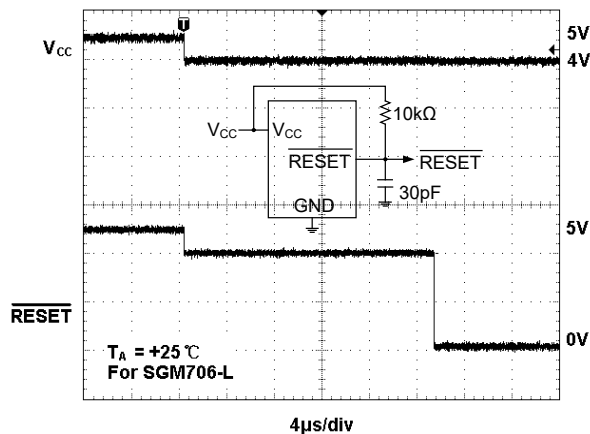 T
5V
VCC
4V
10kΩ
VCC
VCC
RESET
RESET
30pF
GND
5V
RESET
0V
TA = +25 ℃
For SGM706-L
4μs/div